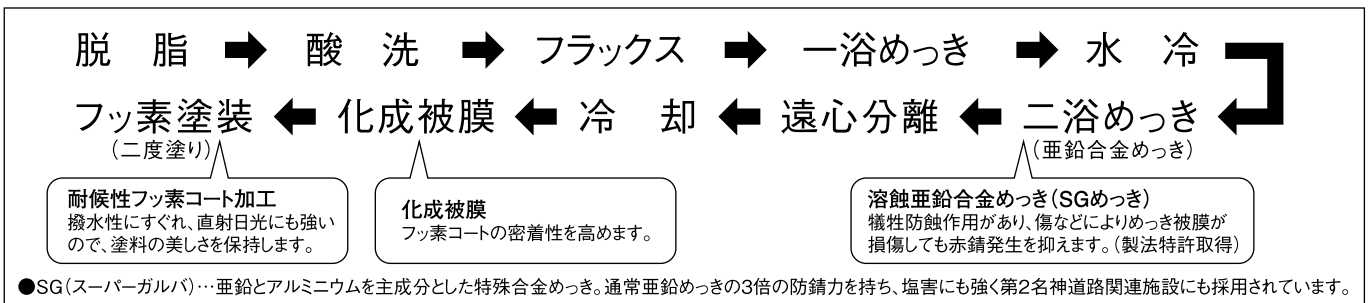 脱　脂 ➡ 酸　洗 ➡ フラックス ➡ 一浴めっき ➡ 水　冷
フッ素塗装 ⬅ 化成被膜 ⬅ 冷　却 ⬅ 遠心分離 ⬅ 二浴めっき
(二度塗り)
(亜鉛合金めっき)
耐候性フッ素コート加工
撥水性にすぐれ、直射日光にも強い
ので、塗料の美しさを保持します。
化成被膜
フッ素コートの密着性を高めます。
溶蝕亜鉛合金めっき(SGめっき)
犠牲防蝕作用があり、傷などによりめっき被膜が
損傷しても赤錆発生を抑えます。(製法特許取得)
●SG(スーパーガルバ)…亜鉛とアルミニウムを主成分とした特殊合金めっき。通常亜鉛めっきの3倍の防錆力を持ち、塩害にも強く第2名神道路関連施設にも採用されています。